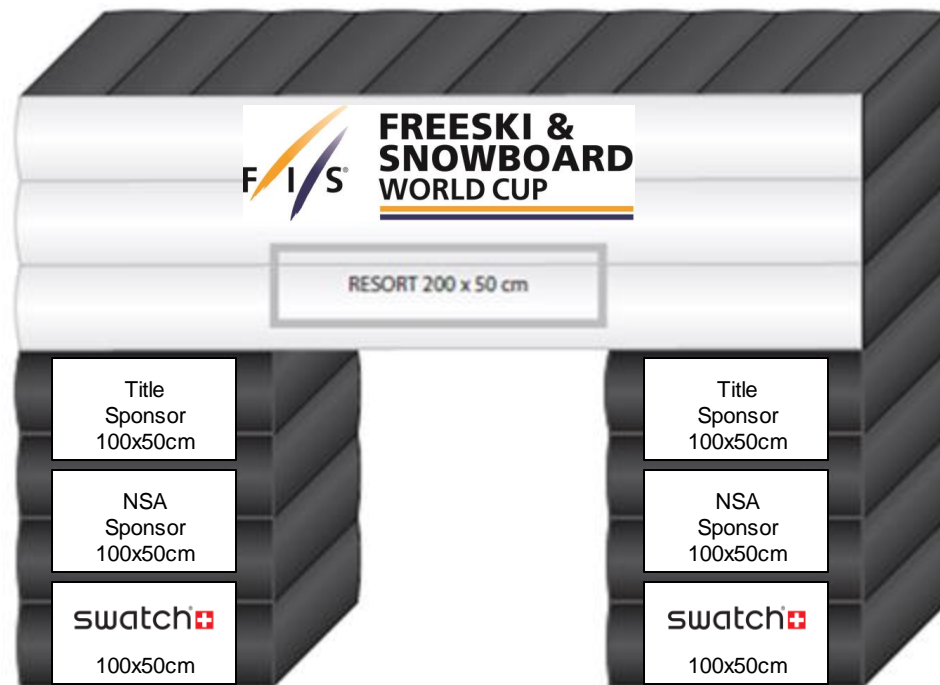 FIS®
FREESKI &
SNOWBOARD
WORLD CUP
RESORT 200 x 50 cm
Title
Sponsor
100x50cm
NSA
Sponsor
100x50cm
swatch
100x50cm
Title
Sponsor
100x50cm
NSA
Sponsor
100x50cm
swatch
100x50cm